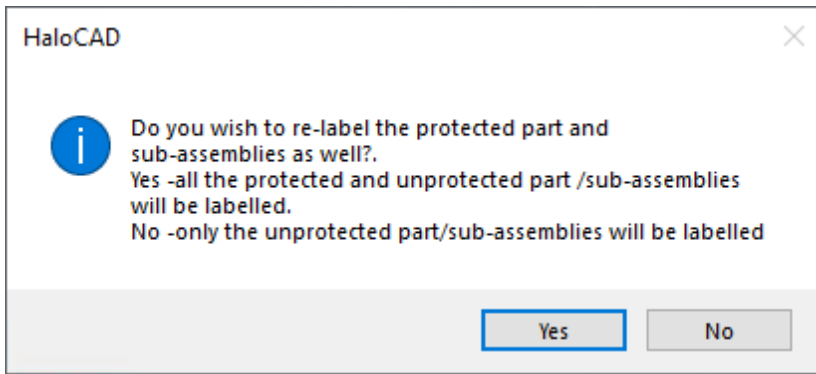 HaloCAD
Do you wish to re-label the protected part and
sub-assemblies as well?.
Yes -all the protected and unprotected part /sub-assemblies
will be labelled.
No -only the unprotected part/sub-assemblies will be labelled
Yes
No